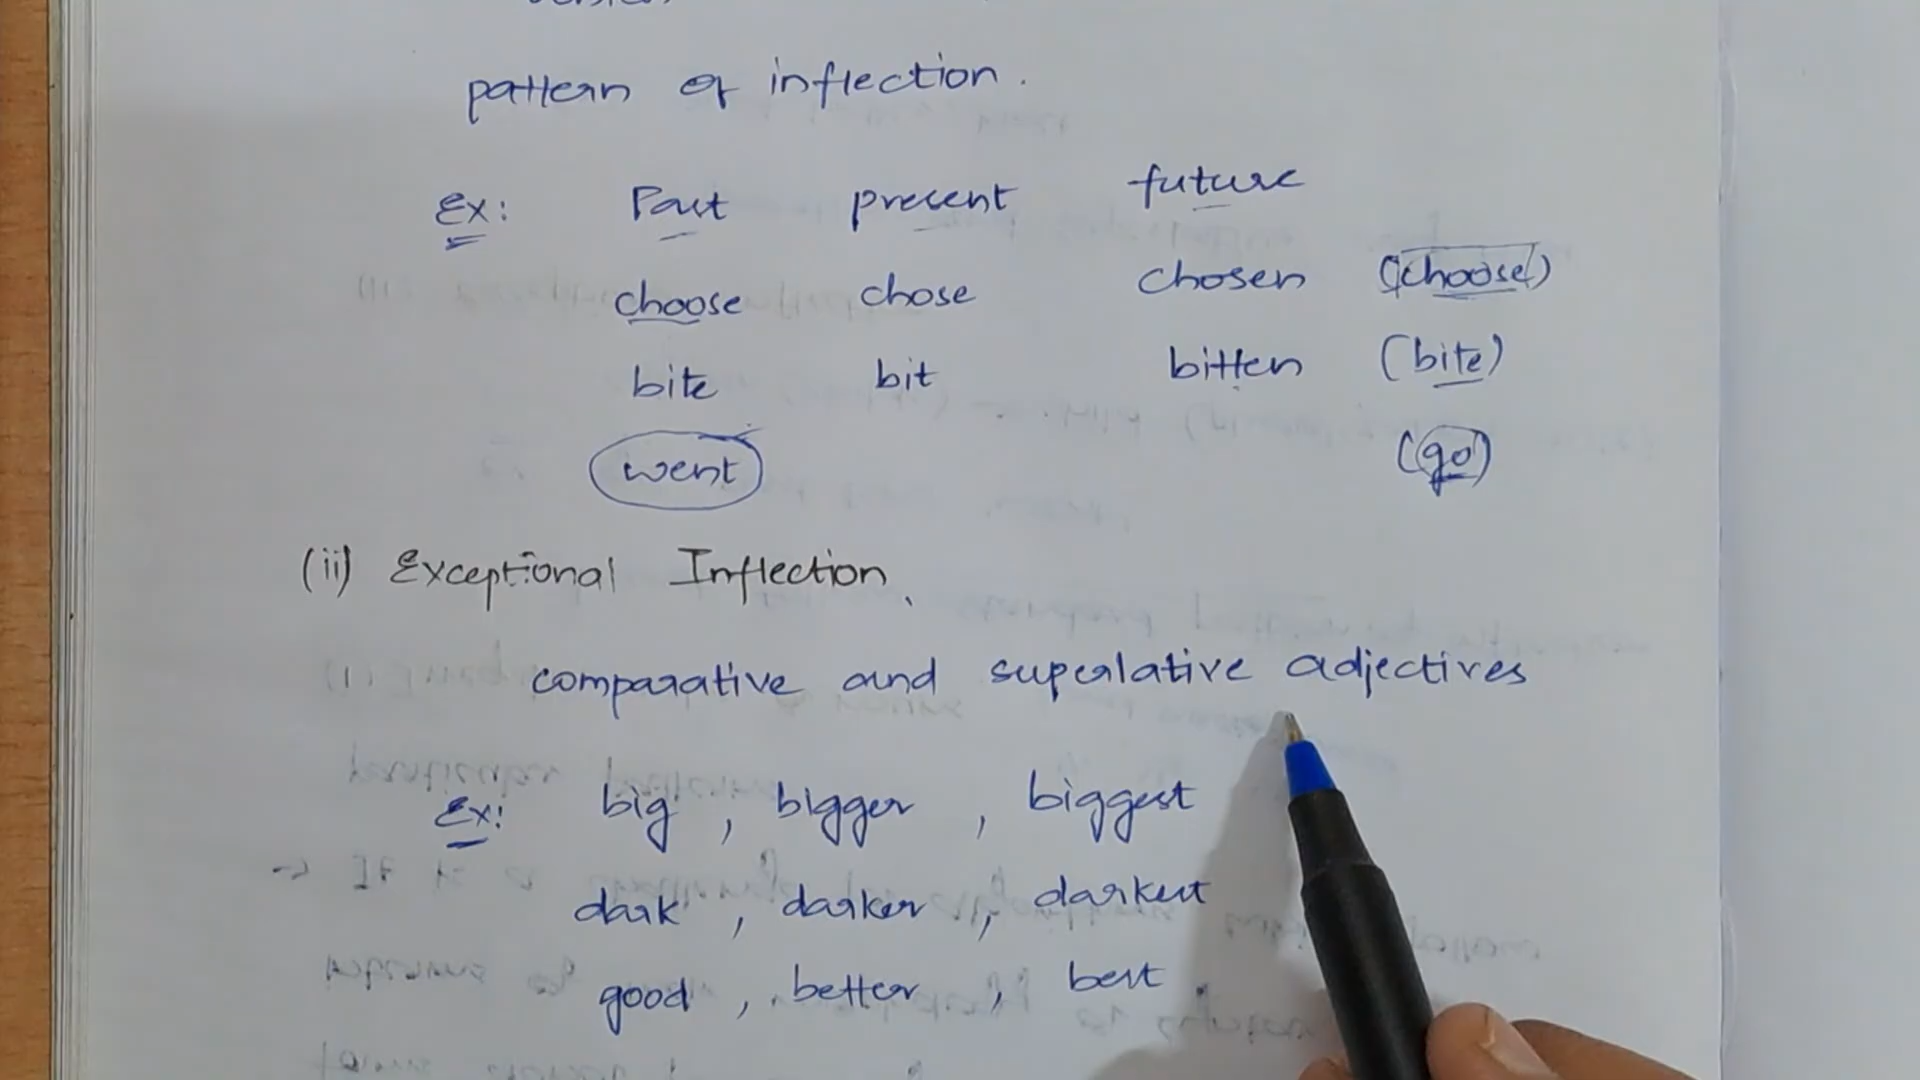 pattern of inflection.
Ex: Past present future
choose chose chosen (choose)
bite bit bitten (bite)
went (go)
(ii) Exceptional Inflection.
comparative and superlative adjectives
Ex: big, bigger, biggest
dark, darker, darkest
good, better, best.